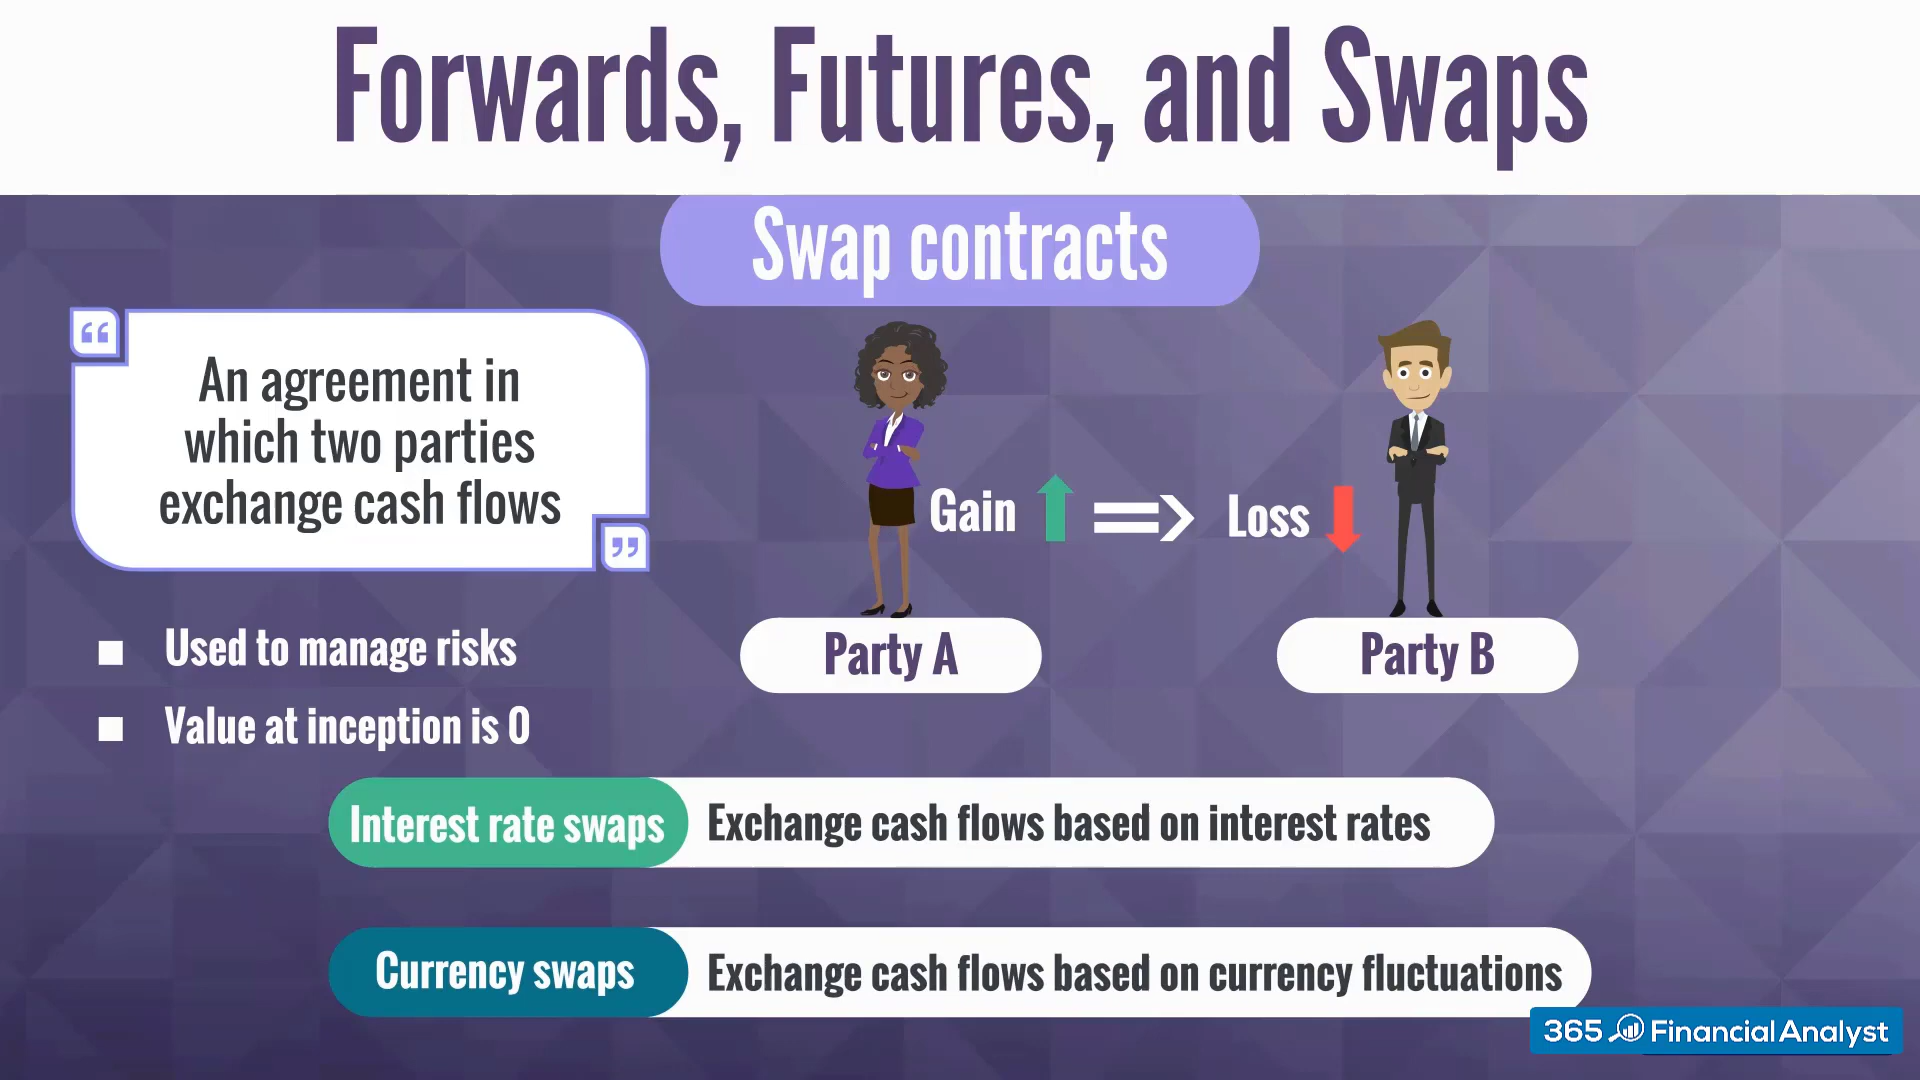 Forwards, Futures, and Swaps
Swap contracts
“
An agreement in
which two parties
exchange cash flows
”
Gain
Loss
Party A
Party B
Used to manage risks
Value at inception is 0
Interest rate swaps
Exchange cash flows based on interest rates
Currency swaps
Exchange cash flows based on currency fluctuations
365 Financial Analyst